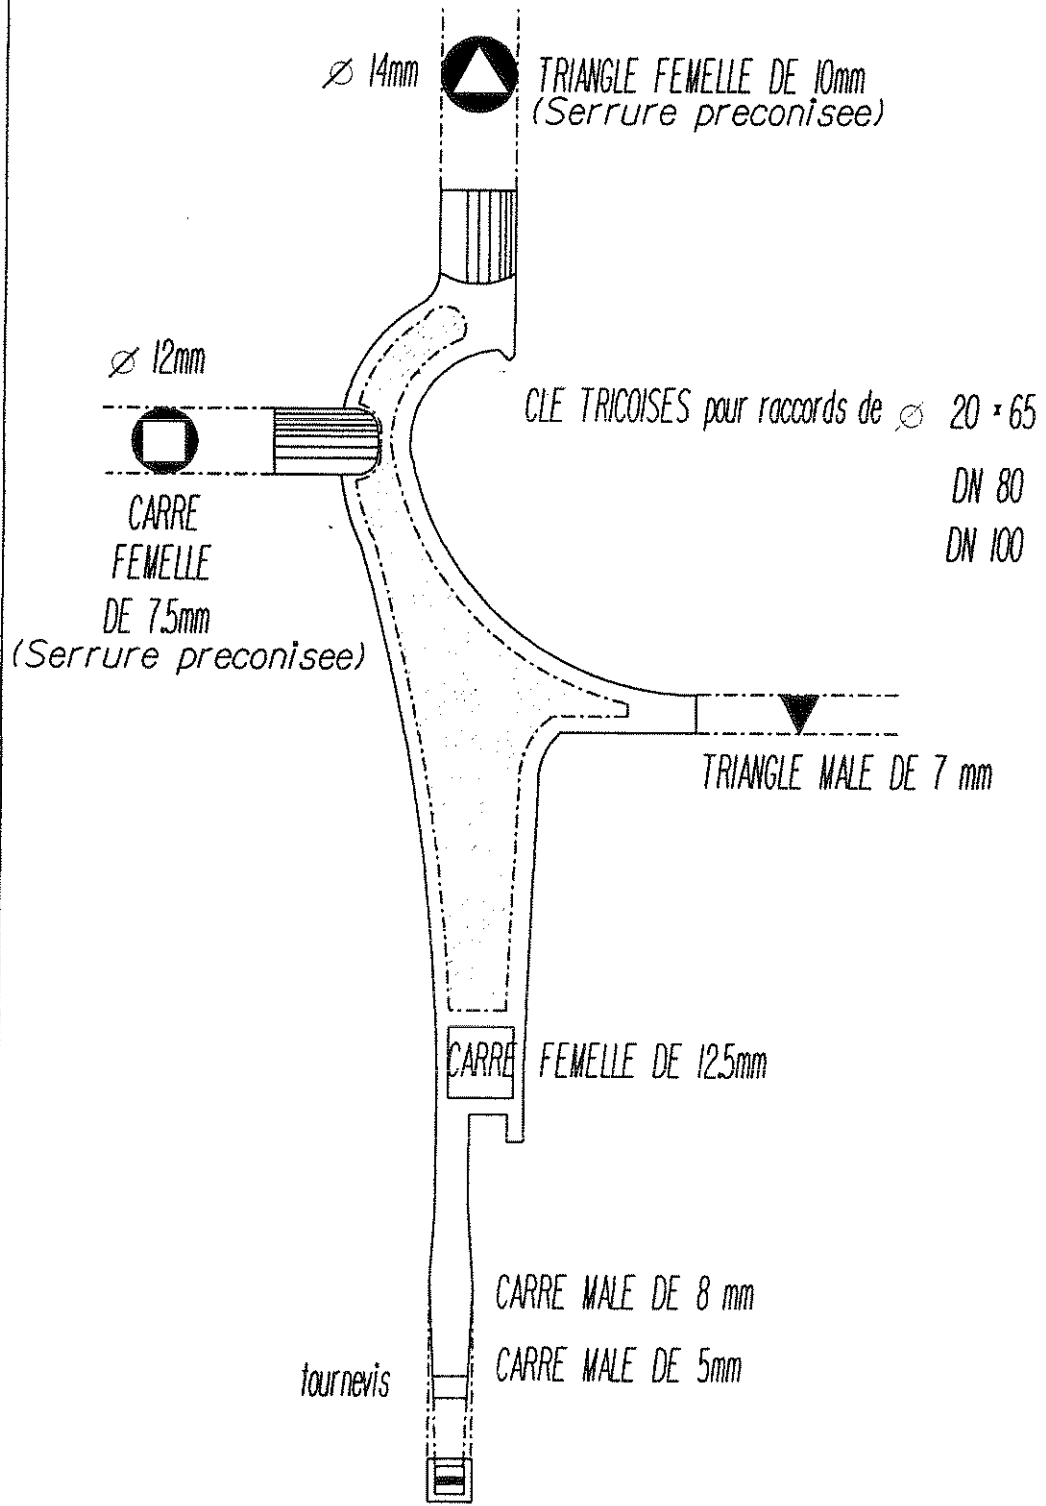 ⌀ 14mm
TRIANGLE FEMELLE DE 10mm
(Serrure preconisee)
⌀ 12mm
CARRE
FEMELLE
DE 7.5mm
(Serrure preconisee)
CLE TRICOISES pour raccords de ⌀ 20 * 65
DN 80
DN 100
TRIANGLE MALE DE 7 mm
CARRE FEMELLE DE 12.5mm
CARRE MALE DE 8 mm
CARRE MALE DE 5mm
tournevis